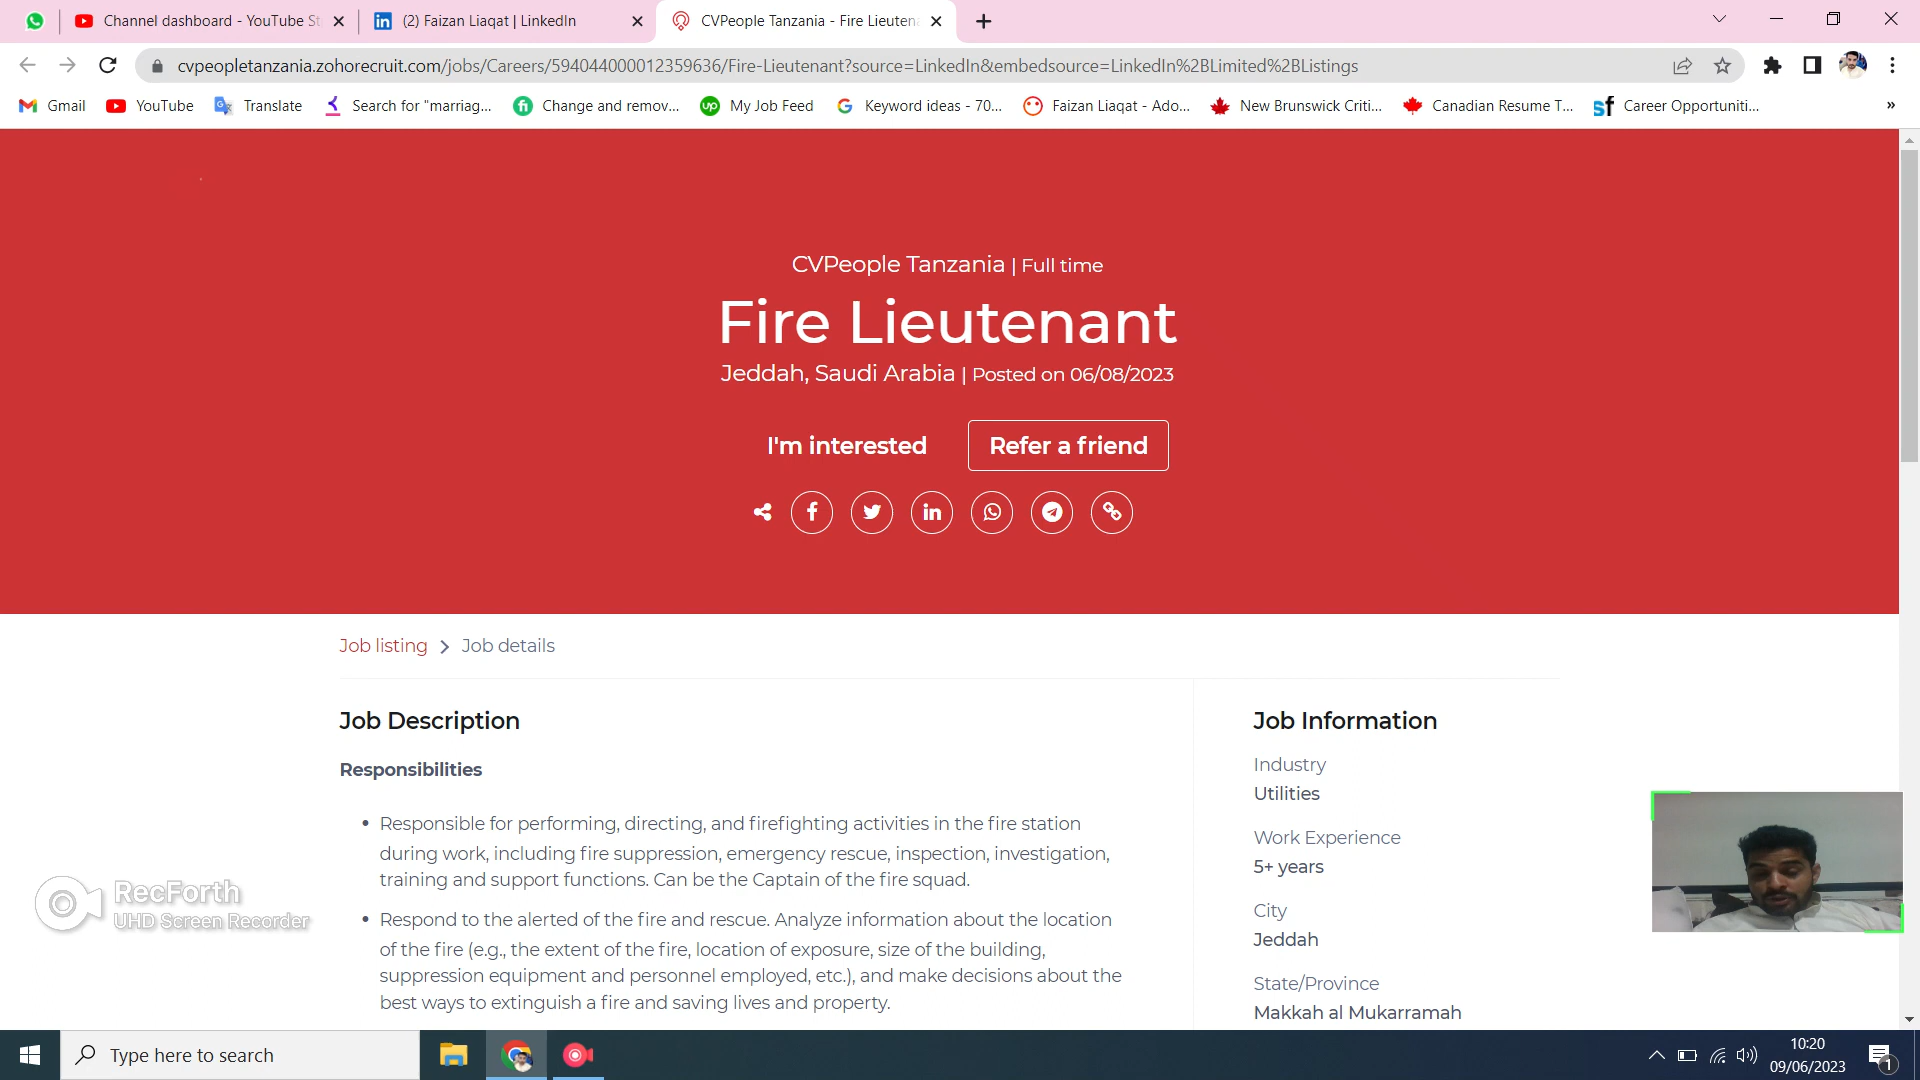 Channel dashboard - YouTube St
(2) Faizan Liaqat | LinkedIn
CVPeople Tanzania - Fire Lieutena
cvpeopletanzania.zohorecruit.com/jobs/Careers/594044000012359636/Fire-Lieutenant?source=LinkedIn&embedsource=LinkedIn%2BLimited%2BListings
Gmail
YouTube
Translate
Search for "marriag...
Change and remov...
My Job Feed
Keyword ideas - 70...
Faizan Liaqat - Ado...
New Brunswick Criti...
Canadian Resume T...
Career Opportuniti...
CVPeople Tanzania | Full time
Fire Lieutenant
Jeddah, Saudi Arabia | Posted on 06/08/2023
I'm interested
Refer a friend
Job listing > Job details
Job Description
Responsibilities
• Responsible for performing, directing, and firefighting activities in the fire station
during work, including fire suppression, emergency rescue, inspection, investigation,
training and support functions. Can be the Captain of the fire squad.
• Respond to the alerted of the fire and rescue. Analyze information about the location
of the fire (e.g., the extent of the fire, location of exposure, size of the building,
suppression equipment and personnel employed, etc.), and make decisions about the
best ways to extinguish a fire and saving lives and property.
Job Information
Industry
Utilities
Work Experience
5+ years
City
Jeddah
State/Province
Makkah al Mukarramah
RecForth
UHD Screen Recorder
Type here to search
10:20
09/06/2023
1